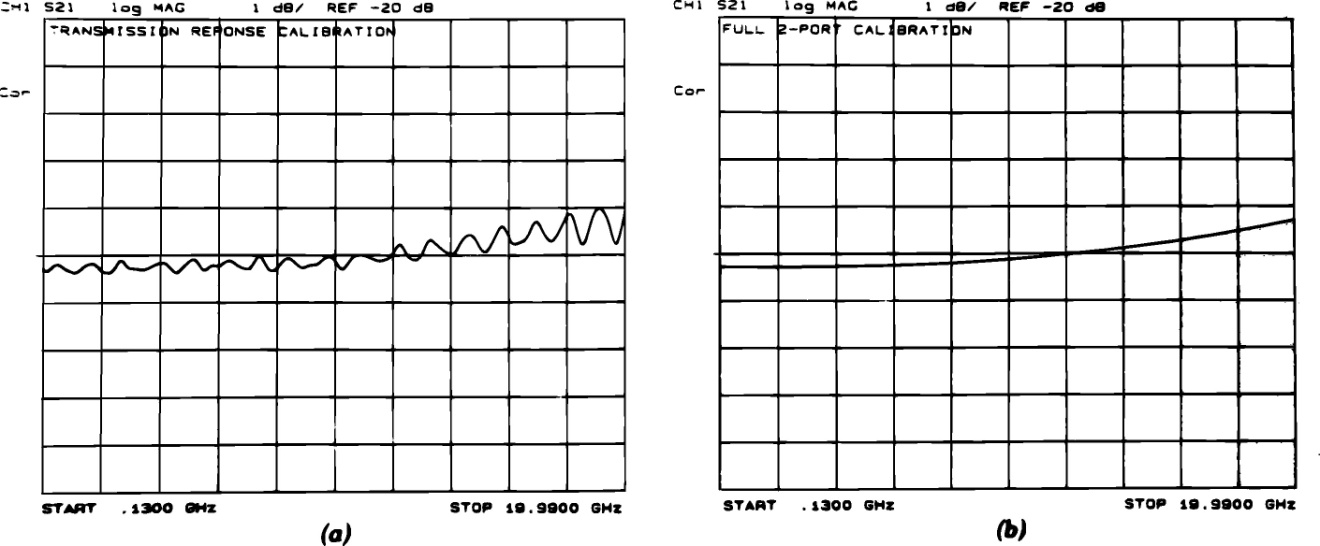 CH1 S21 log MAG 1 dB/ REF -20 dB
TRANSMISSION REPONSE CALIBRATION
Cor
START .1300 GHz STOP 19.9900 GHz
(a)
CH1 S21 log MAG 1 dB/ REF -20 dB
FULL 2-PORT CALIBRATION
Cor
START .1300 GHz STOP 19.9900 GHz
(b)